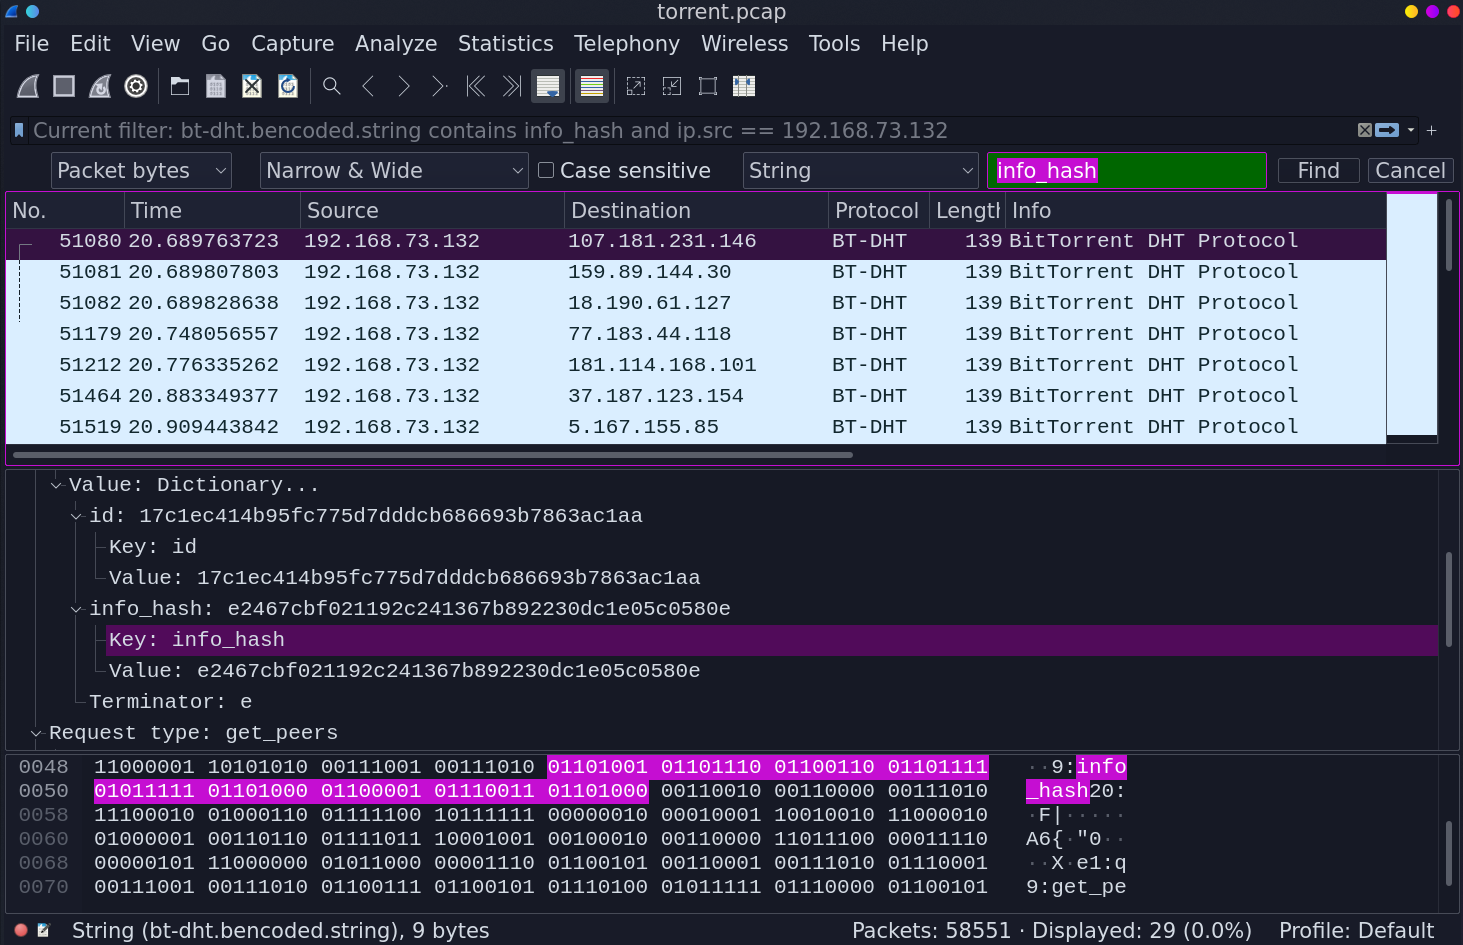 torrent.pcap
File Edit View Go Capture Analyze Statistics Telephony Wireless Tools Help
Current filter: bt-dht.bencoded.string contains info_hash and ip.src == 192.168.73.132
Packet bytes Narrow & Wide Case sensitive String info_hash Find Cancel
No. Time Source Destination Protocol Length Info
51080 20.689763723 192.168.73.132 107.181.231.146 BT-DHT 139 BitTorrent DHT Protocol
51081 20.689807803 192.168.73.132 159.89.144.30 BT-DHT 139 BitTorrent DHT Protocol
51082 20.689828638 192.168.73.132 18.190.61.127 BT-DHT 139 BitTorrent DHT Protocol
51179 20.748056557 192.168.73.132 77.183.44.118 BT-DHT 139 BitTorrent DHT Protocol
51212 20.776335262 192.168.73.132 181.114.168.101 BT-DHT 139 BitTorrent DHT Protocol
51464 20.883349377 192.168.73.132 37.187.123.154 BT-DHT 139 BitTorrent DHT Protocol
51519 20.909443842 192.168.73.132 5.167.155.85 BT-DHT 139 BitTorrent DHT Protocol
Value: Dictionary...
id: 17c1ec414b95fc775d7dddcb686693b7863ac1aa
Key: id
Value: 17c1ec414b95fc775d7dddcb686693b7863ac1aa
info_hash: e2467cbf021192c241367b892230dc1e05c0580e
Key: info_hash
Value: e2467cbf021192c241367b892230dc1e05c0580e
Terminator: e
Request type: get_peers
0048 11000001 10101010 00111001 00111010 01101001 01101110 01100110 01101111 ··9:info
0050 01011111 01101000 01100001 01110011 01101000 00110010 00110000 00111010 _hash20:
0058 11100010 01000110 01111100 10111111 00000010 00010001 10010010 11000010 ·F|·····
0060 01000001 00110110 01111011 10001001 00100010 00110000 11011100 00011110 A6{·"0··
0068 00000101 11000000 01011000 00001110 01100101 00110001 00111010 01110001 ··X·e1:q
0070 00111001 00111010 01100111 01100101 01110100 01011111 01110000 01100101 9:get_pe
String (bt-dht.bencoded.string), 9 bytes Packets: 58551 · Displayed: 29 (0.0%) Profile: Default